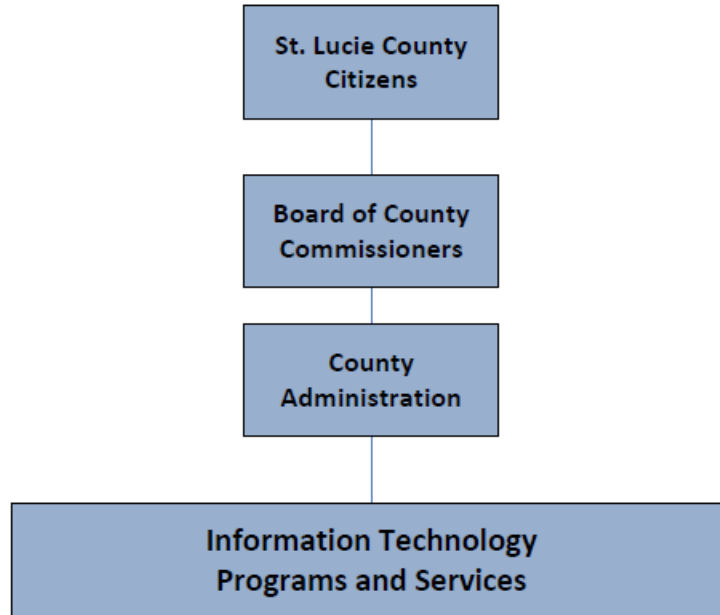 St. Lucie County
Citizens
Board of County
Commissioners
County
Administration
Information Technology
Programs and Services